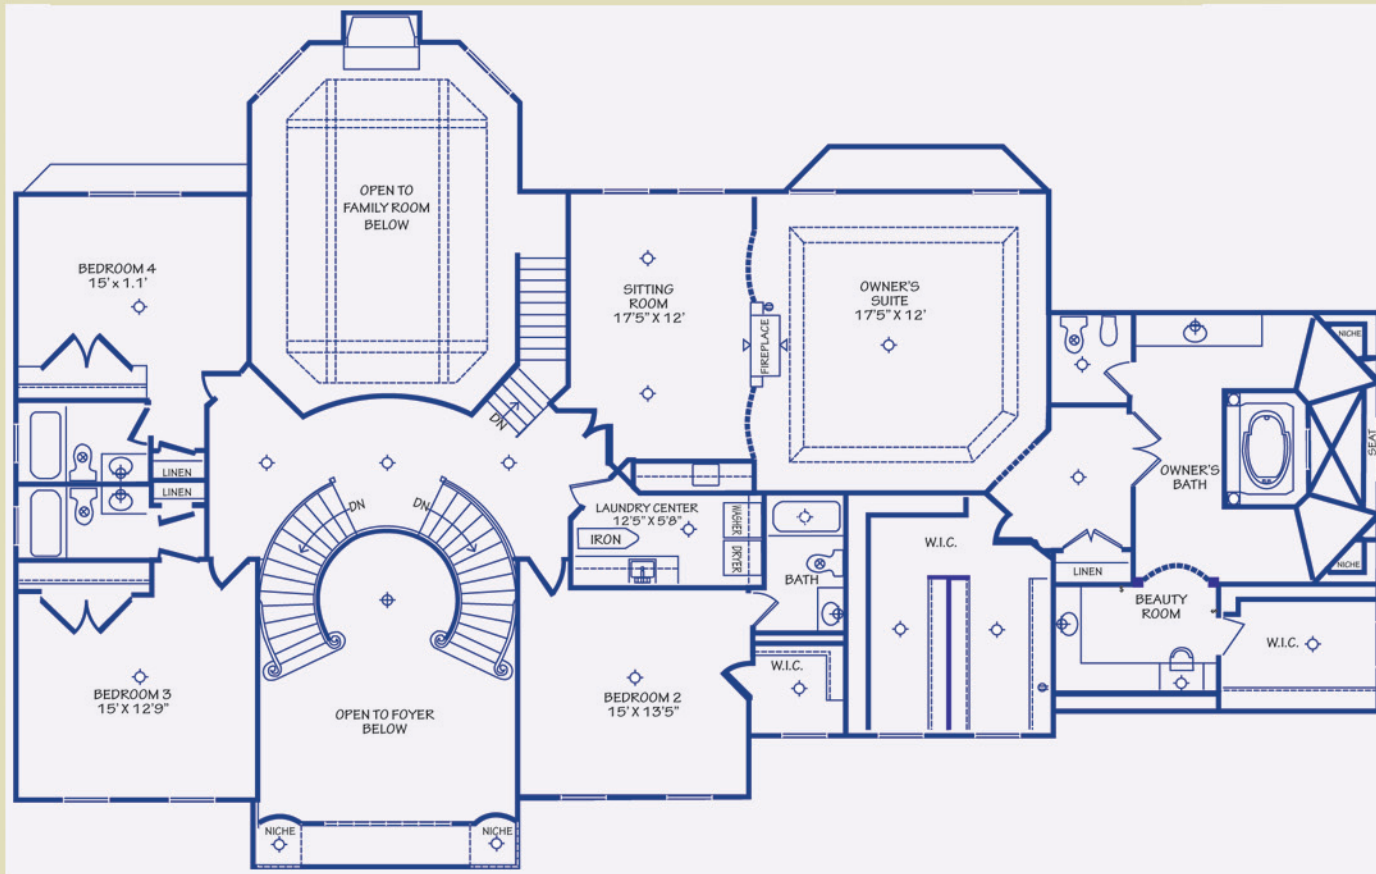 OPEN TO
FAMILY ROOM
BELOW
BEDROOM 4
15' x 1.1'
SITTING
ROOM
17'5" X 12'
FIREPLACE
OWNER'S
SUITE
17'5" X 12'
NICHE
SEAT
OWNER'S
BATH
NICHE
DN
LINEN
LINEN
DN
DN
LAUNDRY CENTER
12'5" X 5'8"
IRON
WASHER
DRYER
BATH
W.I.C.
LINEN
BEAUTY
ROOM
W.I.C.
W.I.C.
BEDROOM 3
15' X 12'9"
OPEN TO FOYER
BELOW
BEDROOM 2
15' X 13'5"
NICHE
NICHE